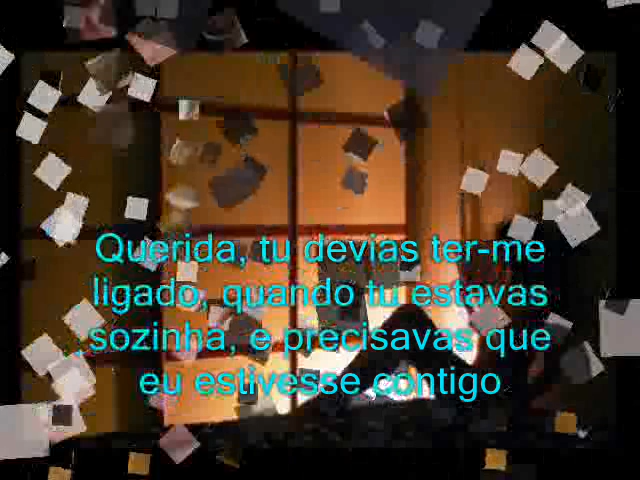 Querida, tu devias ter-me
ligado, quando tu estavas
sozinha, e precisavas que
eu estivesse contigo